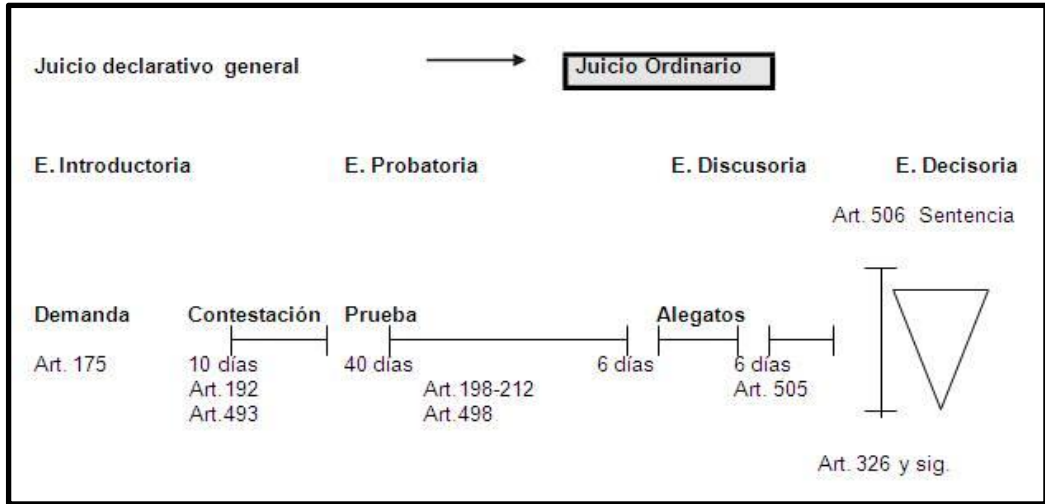 Juicio declarativo general
Juicio Ordinario
E. Introductoria E. Probatoria E. Discusoria E. Decisoria
Art. 506 Sentencia
Demanda Contestación Prueba Alegatos
Art. 175 10 días 40 días 6 días 6 días
Art. 192 Art. 198-212 Art. 505
Art. 493 Art. 498
Art. 326 y sig.